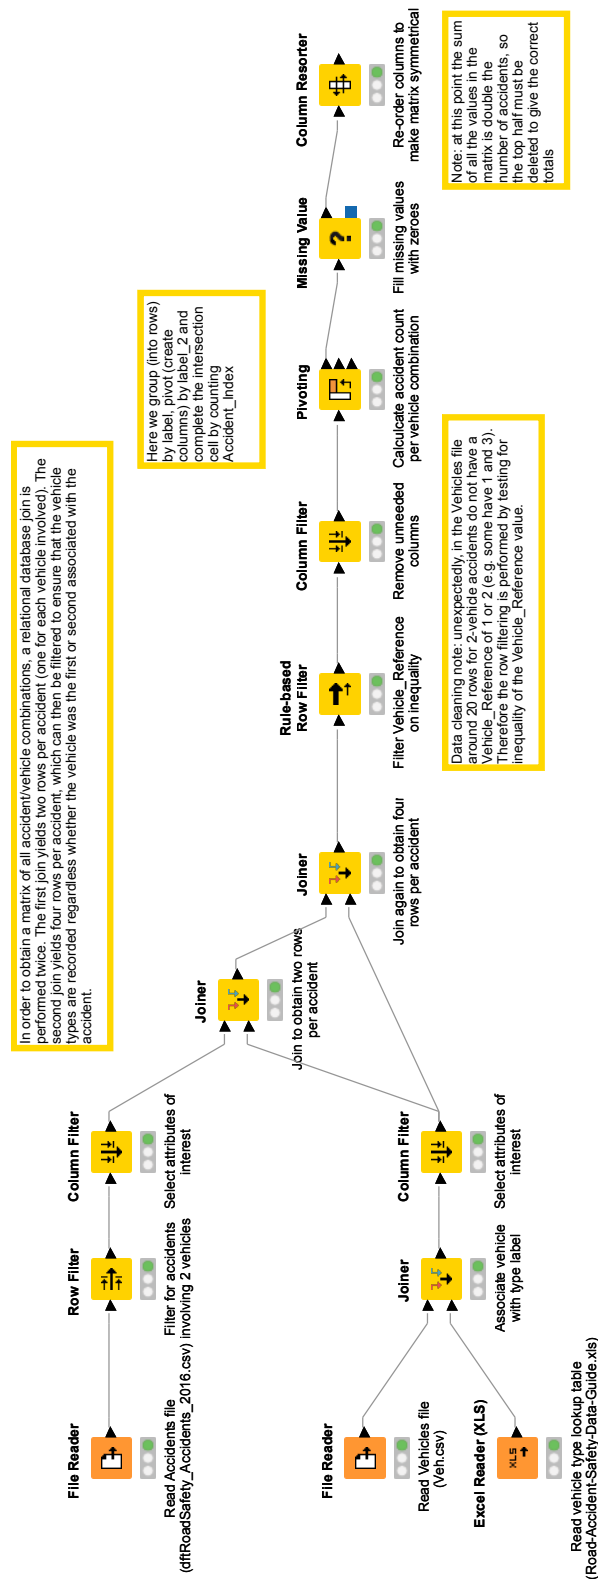 In order to obtain a matrix of all accident/vehicle combinations, a relational database join is
performed twice. The first join yields two rows per accident (one for each vehicle involved). The
second join yields four rows per accident, which can then be filtered to ensure that the vehicle
types are recorded regardless whether the vehicle was the first or second associated with the
accident.
File Reader
Read Accidents file
(dftRoadSafety_Accidents_2016.csv)
Row Filter
Filter for accidents
involving 2 vehicles
Column Filter
Select attributes of
interest
Here we group (into rows)
by label, pivot (create
columns) by label_2 and
complete the intersection
cell by counting
Accident_Index
Joiner
Join to obtain two rows
per accident
File Reader
Read Vehicles file
(Veh.csv)
Excel Reader (XLS)
XLS
Read vehicle type lookup table
(Road-Accident-Safety-Data-Guide.xls)
Joiner
Associate vehicle
with type label
Column Filter
Select attributes of
interest
Joiner
Join again to obtain four
rows per accident
Rule-based
Row Filter
Filter Vehicle_Reference
on inequality
Column Filter
Remove unneeded
columns
Pivoting
Calculcate accident count
per vehicle combination
Missing Value
?
Fill missing values
with zeroes
Column Resorter
Re-order columns to
make matrix symmetrical
Data cleaning note: unexpectedly, in the Vehicles file
around 20 rows for 2-vehicle accidents do not have a
Vehicle_Reference of 1 or 2 (e.g. some have 1 and 3).
Therefore the row filtering is performed by testing for
inequality of the Vehicle_Reference value.
Note: at this point the sum
of all the values in the
matrix is double the
number of accidents, so
the top half must be
deleted to give the correct
totals